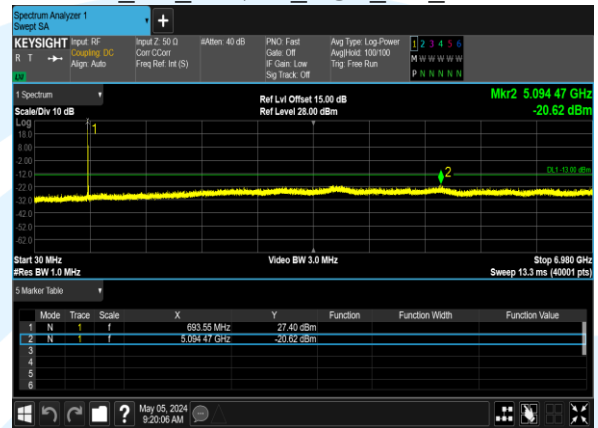 Spectrum Analyzer 1
Swept SA
+
KEYSIGHT Input: RF
R T Coupling: DC
Align: Auto
LV
Input Z: 50 Ω
Corr CCorr
Freq Ref: Int (S)
#Atten: 40 dB
PNO: Fast
Gate: Off
IF Gain: Low
Sig Track: Off
Avg Type: Log-Power
Avg|Hold: 100/100
Trig: Free Run
1 2 3 4 5 6
M W W W W W
P N N N N N
1 Spectrum
Scale/Div 10 dB
Ref Lvl Offset 15.00 dB
Ref Level 28.00 dBm
Mkr2 5.094 47 GHz
-20.62 dBm
Log
1
18.0
8.00
-2.00
-12.0
2
DL1 -13.00 dBm
-22.0
-32.0
-42.0
-52.0
-62.0
Start 30 MHz
#Res BW 1.0 MHz
Video BW 3.0 MHz
Stop 6.980 GHz
Sweep 13.3 ms (40001 pts)
5 Marker Table
Mode Trace Scale X Y Function Function Width Function Value
1 N 1 f 693.55 MHz 27.40 dBm
2 N 1 f 5.094 47 GHz -20.62 dBm
3
4
5
6
?
May 05, 2024
9:20:06 AM